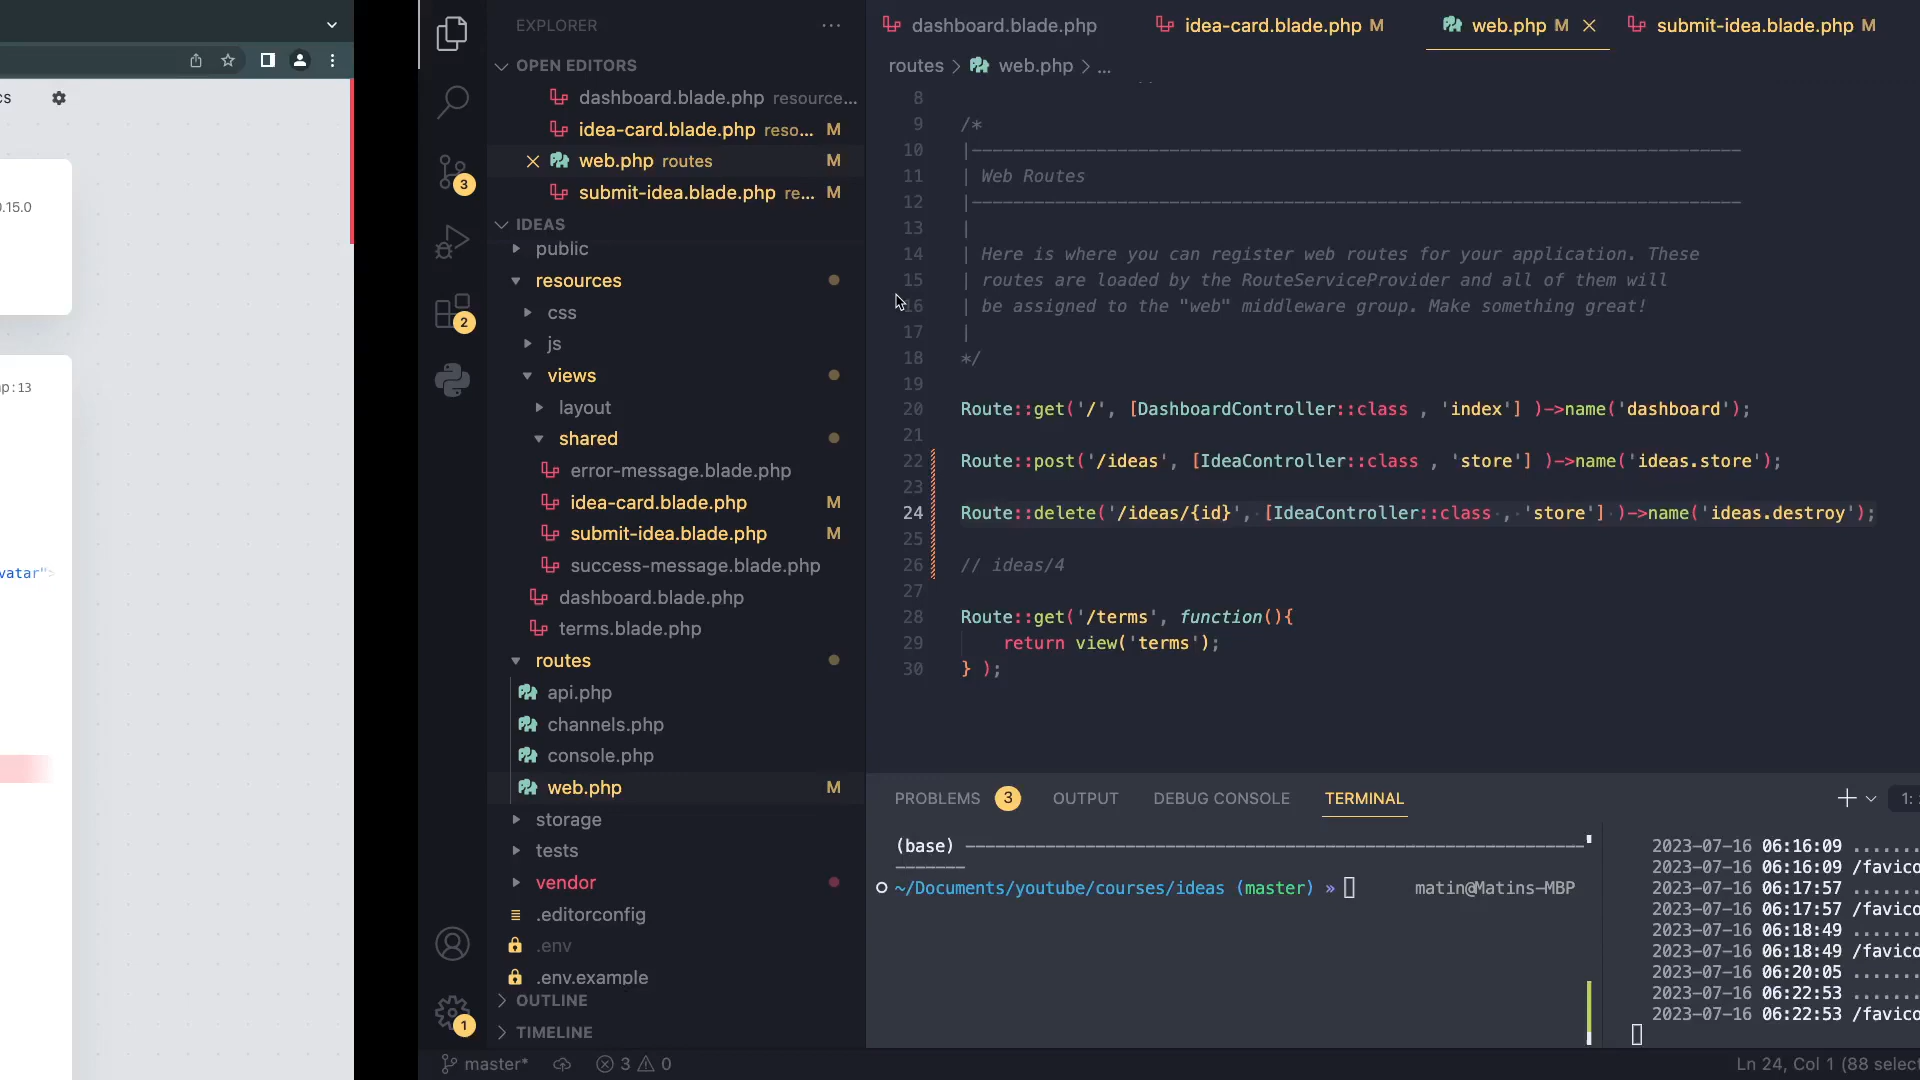 EXPLORER
OPEN EDITORS
dashboard.blade.php resource...
idea-card.blade.php reso... M
web.php routes M
submit-idea.blade.php re... M
IDEAS
public
resources
css
js
views
layout
shared
error-message.blade.php
idea-card.blade.php M
submit-idea.blade.php M
success-message.blade.php
dashboard.blade.php
terms.blade.php
routes
api.php
channels.php
console.php
web.php M
storage
tests
vendor
.editorconfig
.env
.env.example
OUTLINE
TIMELINE
3
2
1
dashboard.blade.php idea-card.blade.php M web.php M submit-idea.blade.php M
routes > web.php > ...
8
9 /*
10 |--------------------------------------------------------------------------
11 | Web Routes
12 |--------------------------------------------------------------------------
13 |
14 | Here is where you can register web routes for your application. These
15 | routes are loaded by the RouteServiceProvider and all of them will
16 | be assigned to the "web" middleware group. Make something great!
17 |
18 */
19
20 Route::get('/', [DashboardController::class , 'index'] )->name('dashboard');
21
22 Route::post('/ideas', [IdeaController::class , 'store'] )->name('ideas.store');
23
24 Route::delete('/ideas/{id}', [IdeaController::class , 'store'] )->name('ideas.destroy');
25
26 // ideas/4
27
28 Route::get('/terms', function(){
29 return view('terms');
30 } );
PROBLEMS 3 OUTPUT DEBUG CONSOLE TERMINAL 1:
(base)
~/Documents/youtube/courses/ideas (master) » matin@Matins-MBP
2023-07-16 06:16:09 ........
2023-07-16 06:16:09 /favico
2023-07-16 06:17:57 ........
2023-07-16 06:17:57 /favico
2023-07-16 06:18:49 ........
2023-07-16 06:18:49 /favico
2023-07-16 06:20:05 ........
2023-07-16 06:22:53 ........
2023-07-16 06:22:53 /favico
master* 3 0
Ln 24, Col 1 (88 select
cs
0.15.0
p:13
vatar">